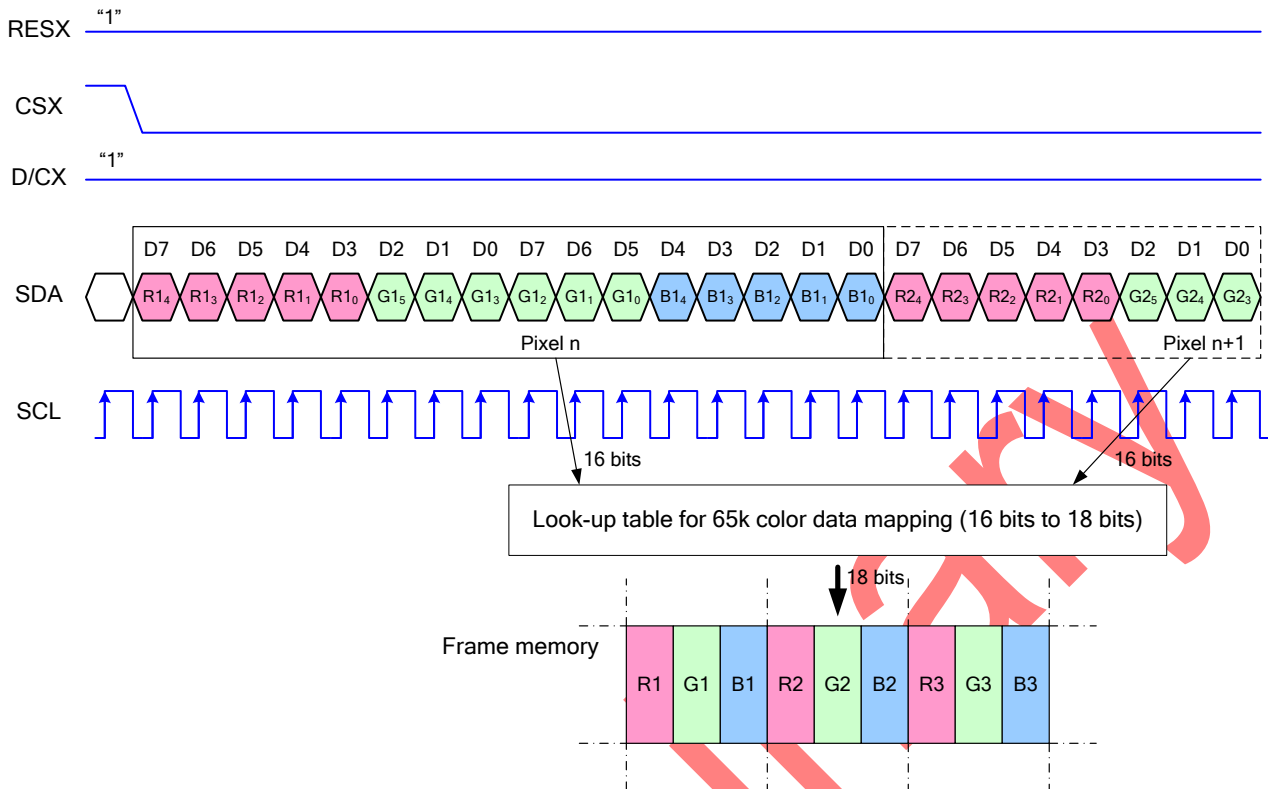 “1”
RESX
CSX
“1”
D/CX
D7 D6 D5 D4 D3 D2 D1 D0 D7 D6 D5 D4 D3 D2 D1 D0 D7 D6 D5 D4 D3 D2 D1 D0
SDA R1₄ R1₃ R1₂ R1₁ R1₀ G1₅ G1₄ G1₃ G1₂ G1₁ G1₀ B1₄ B1₃ B1₂ B1₁ B1₀ R2₄ R2₃ R2₂ R2₁ R2₀ G2₅ G2₄ G2₃
Pixel n Pixel n+1
SCL
16 bits 16 bits
Look-up table for 65k color data mapping (16 bits to 18 bits)
18 bits
Frame memory
R1 G1 B1 R2 G2 B2 R3 G3 B3